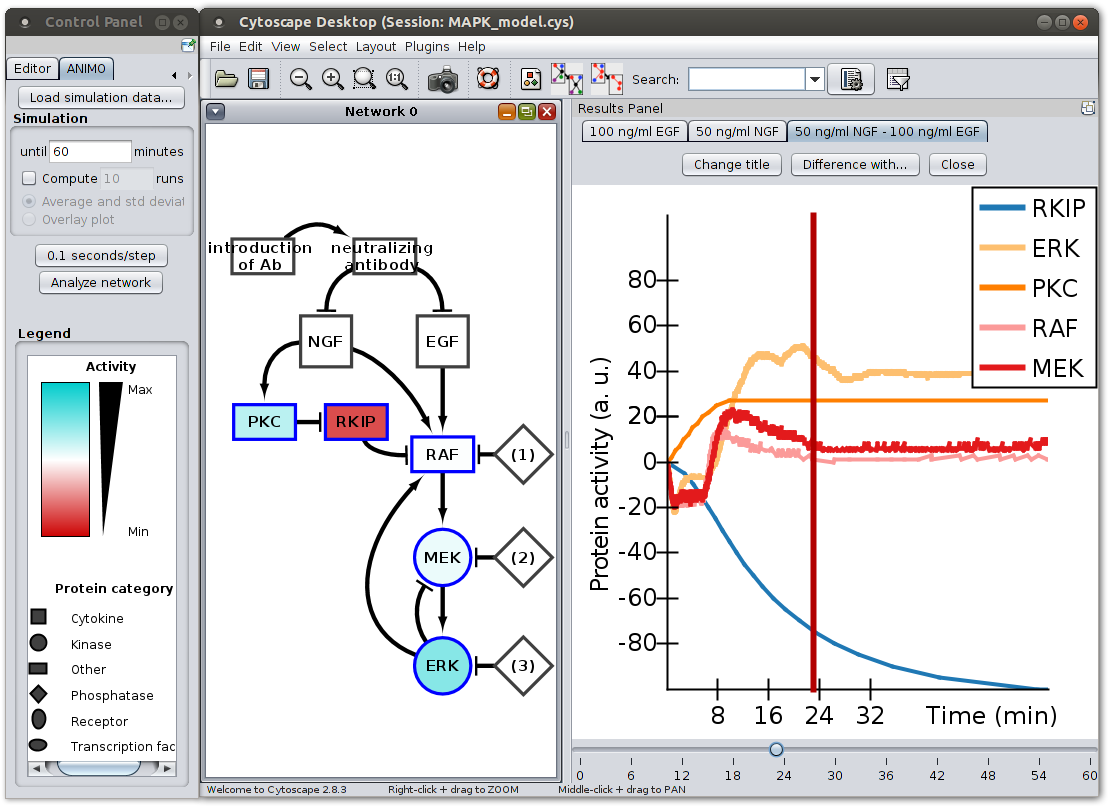 Control Panel
Editor
ANIMO
Load simulation data...
Simulation
until 60 minutes
Compute 10 runs
Average and std deviat
Overlay plot
0.1 seconds/step
Analyze network
Legend
Activity
Max
Min
Protein category
Cytokine
Kinase
Other
Phosphatase
Receptor
Transcription fac
Cytoscape Desktop (Session: MAPK_model.cys)
File Edit View Select Layout Plugins Help
Search:
Network 0
introduction
of Ab
neutralizing
antibody
NGF
EGF
PKC
RKIP
RAF
(1)
MEK
(2)
ERK
(3)
Results Panel
100 ng/ml EGF
50 ng/ml NGF
50 ng/ml NGF - 100 ng/ml EGF
Change title
Difference with...
Close
RKIP
ERK
PKC
RAF
MEK
Protein activity (a. u.)
80
60
40
20
0
-20
-40
-60
-80
8 16 24 32 Time (min)
0 6 12 18 24 30 36 42 48 54 60
Welcome to Cytoscape 2.8.3 Right-click + drag to ZOOM Middle-click + drag to PAN